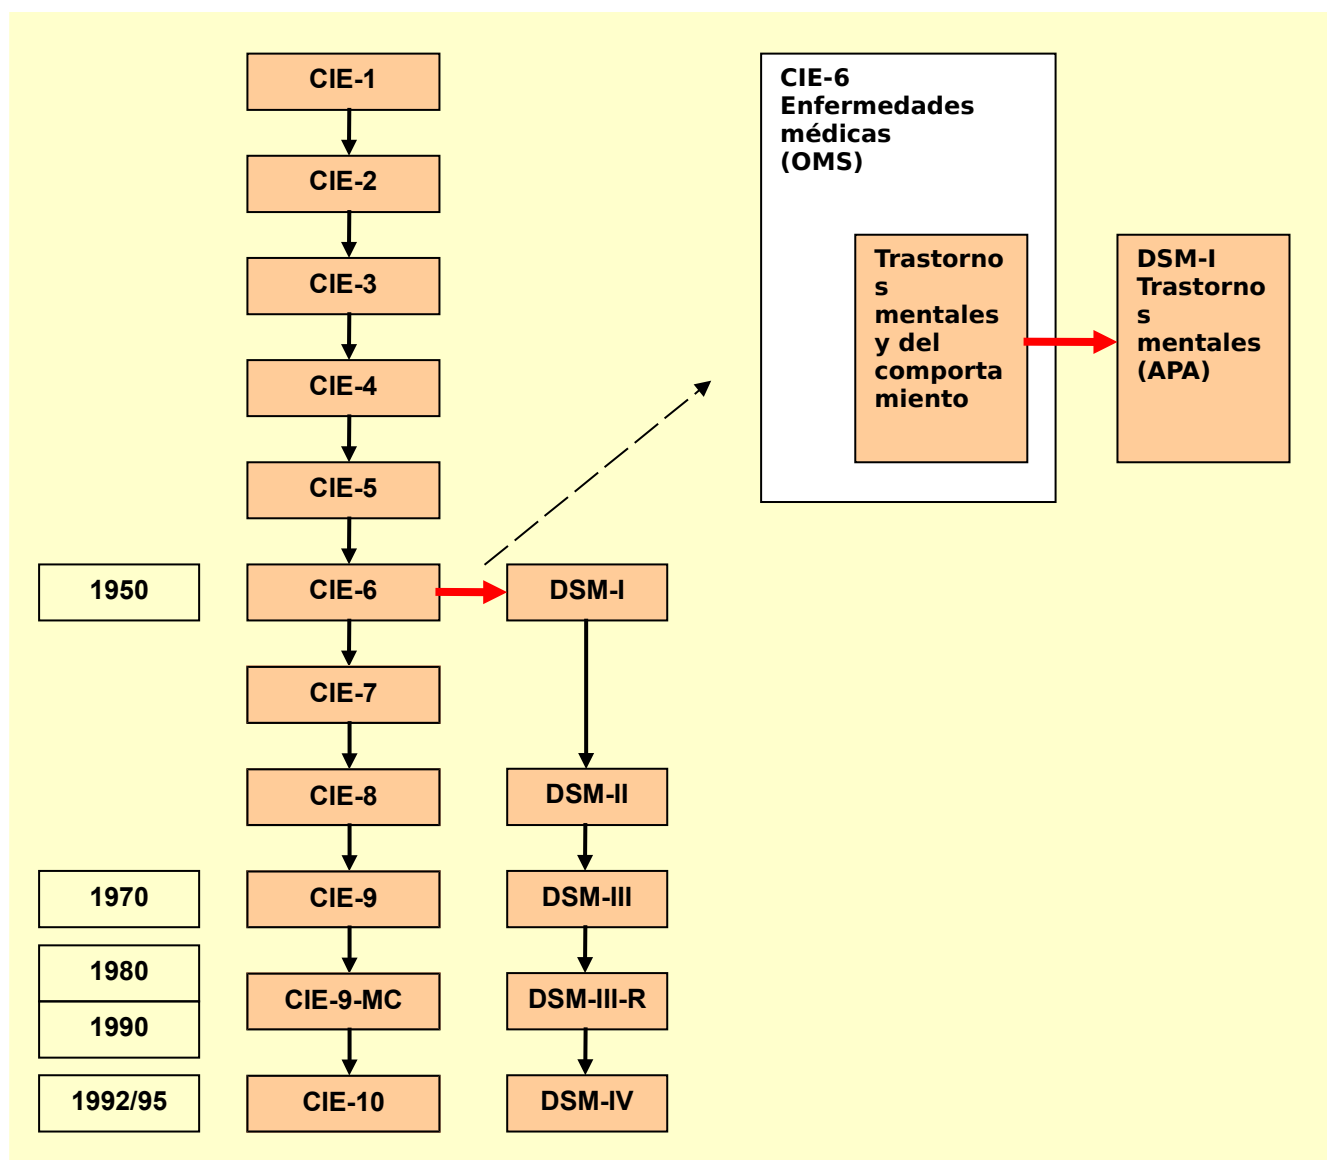 CIE-1
CIE-2
CIE-3
CIE-4
CIE-5
1950
CIE-6
DSM-I
CIE-7
CIE-8
DSM-II
1970
CIE-9
DSM-III
1980
CIE-9-MC
DSM-III-R
1990
1992/95
CIE-10
DSM-IV
CIE-6
Enfermedades
médicas
(OMS)
Trastorno
s
mentales
y del
comporta
miento
DSM-I
Trastorno
s
mentales
(APA)